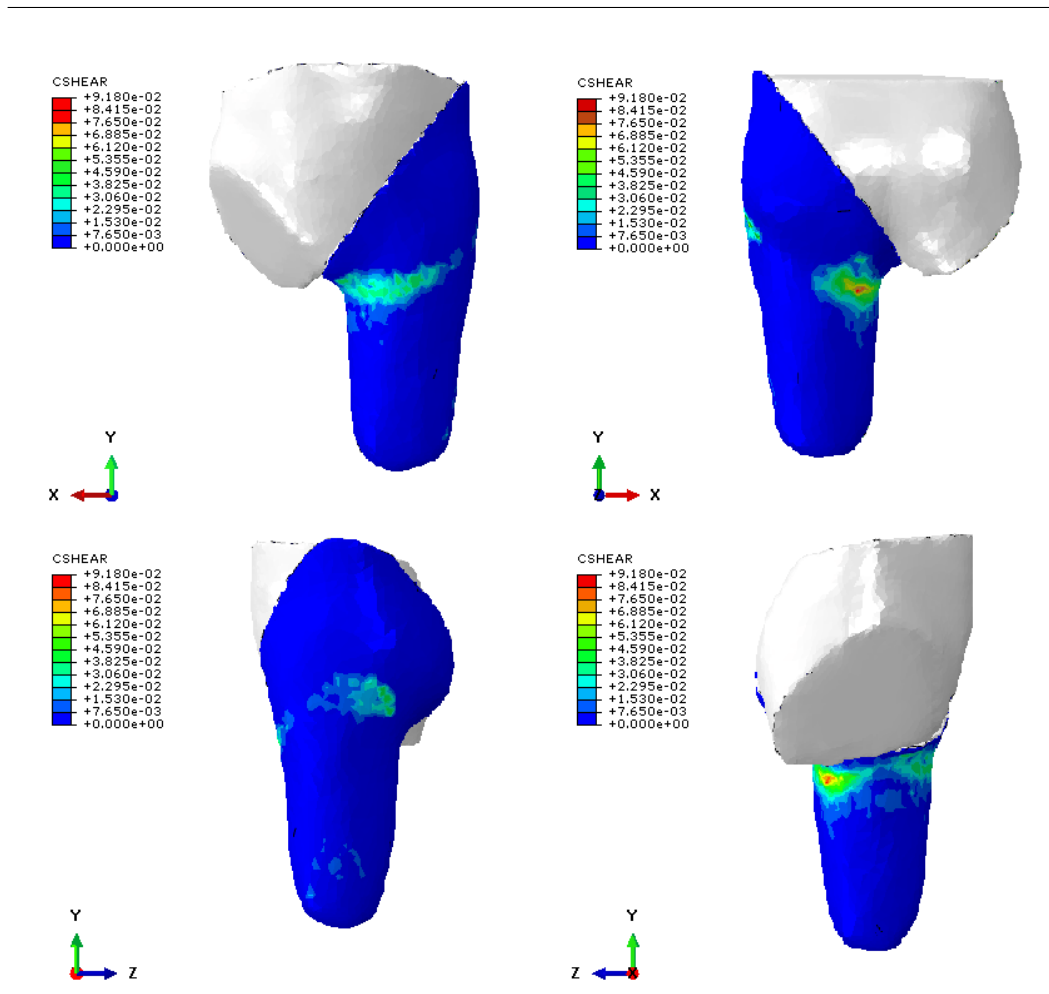 CSHEAR
+9.180e-02
+8.415e-02
+7.650e-02
+6.885e-02
+6.120e-02
+5.355e-02
+4.590e-02
+3.825e-02
+3.060e-02
+2.295e-02
+1.530e-02
+7.650e-03
+0.000e+00
Y
X
CSHEAR
+9.180e-02
+8.415e-02
+7.650e-02
+6.885e-02
+6.120e-02
+5.355e-02
+4.590e-02
+3.825e-02
+3.060e-02
+2.295e-02
+1.530e-02
+7.650e-03
+0.000e+00
Y
Z
X
CSHEAR
+9.180e-02
+8.415e-02
+7.650e-02
+6.885e-02
+6.120e-02
+5.355e-02
+4.590e-02
+3.825e-02
+3.060e-02
+2.295e-02
+1.530e-02
+7.650e-03
+0.000e+00
Y
Z
CSHEAR
+9.180e-02
+8.415e-02
+7.650e-02
+6.885e-02
+6.120e-02
+5.355e-02
+4.590e-02
+3.825e-02
+3.060e-02
+2.295e-02
+1.530e-02
+7.650e-03
+0.000e+00
Y
Z X